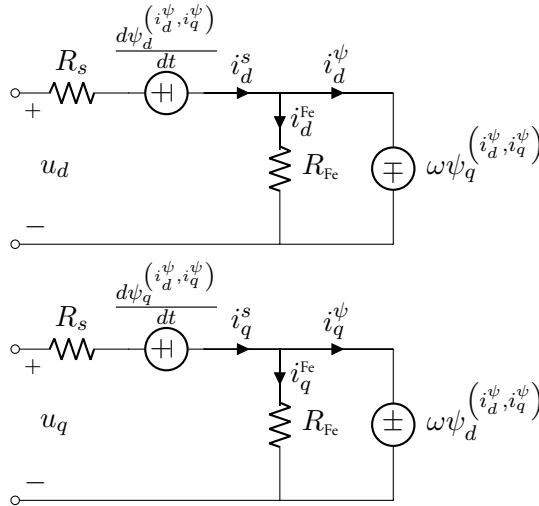 dψ_d^(i_d^ψ, i_q^ψ)/dt
R_s i_d^s i_d^ψ
+ i_d^Fe
u_d R_Fe ∓ ωψ_q^(i_d^ψ, i_q^ψ)
−
dψ_q^(i_d^ψ, i_q^ψ)/dt
R_s i_q^s i_q^ψ
+ i_q^Fe
u_q R_Fe ± ωψ_d^(i_d^ψ, i_q^ψ)
−